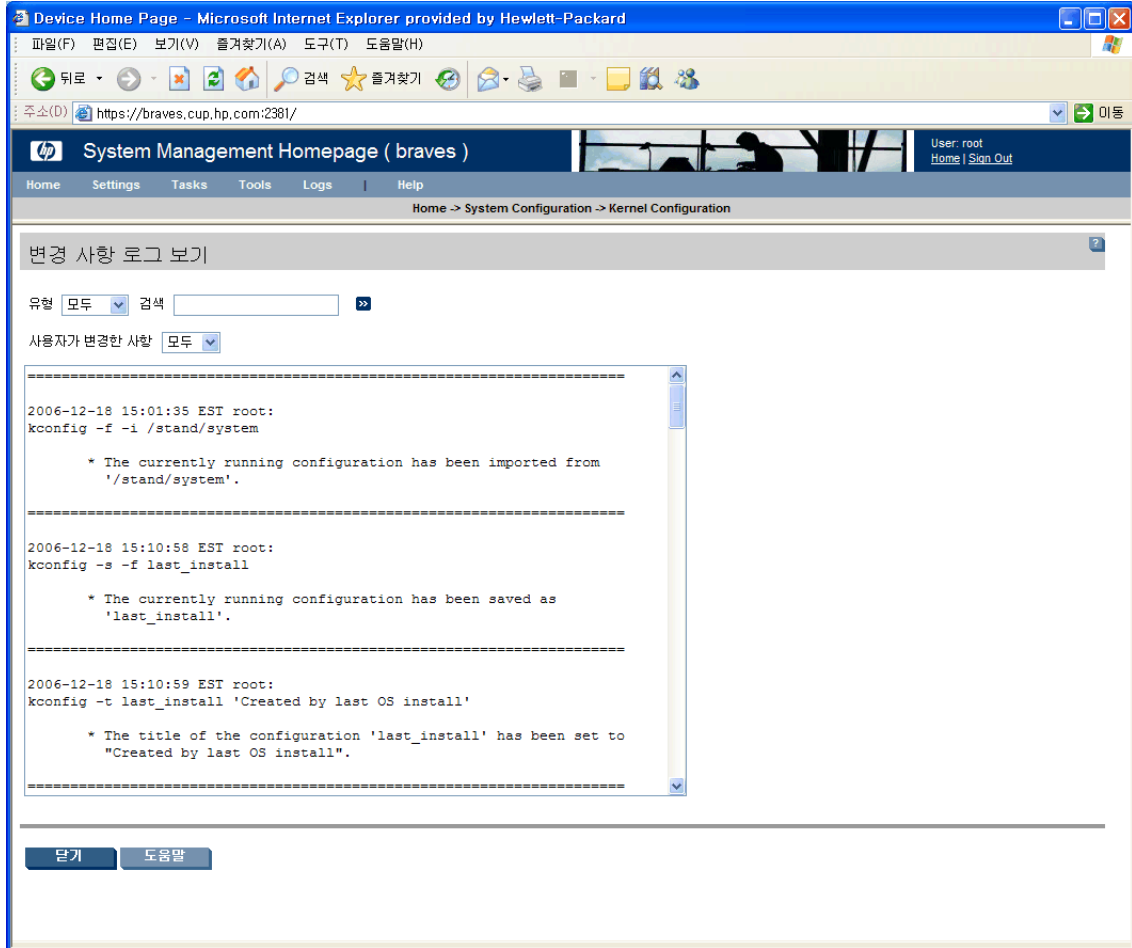 Device Home Page - Microsoft Internet Explorer provided by Hewlett-Packard
파일(F) 편집(E) 보기(V) 즐겨찾기(A) 도구(T) 도움말(H)
뒤로 검색 즐겨찾기
주소(D) https://braves.cup.hp.com:2381/ 이동
hp System Management Homepage ( braves )
User: root
Home | Sign Out
Home Settings Tasks Tools Logs | Help
Home -> System Configuration -> Kernel Configuration
변경 사항 로그 보기 ?
유형 모두 검색 »
사용자가 변경한 사항 모두
======================================================================
2006-12-18 15:01:35 EST root:
kconfig -f -i /stand/system
* The currently running configuration has been imported from
'/stand/system'.
======================================================================
2006-12-18 15:10:58 EST root:
kconfig -s -f last_install
* The currently running configuration has been saved as
'last_install'.
======================================================================
2006-12-18 15:10:59 EST root:
kconfig -t last_install 'Created by last OS install'
* The title of the configuration 'last_install' has been set to
"Created by last OS install".
======================================================================
닫기 도움말